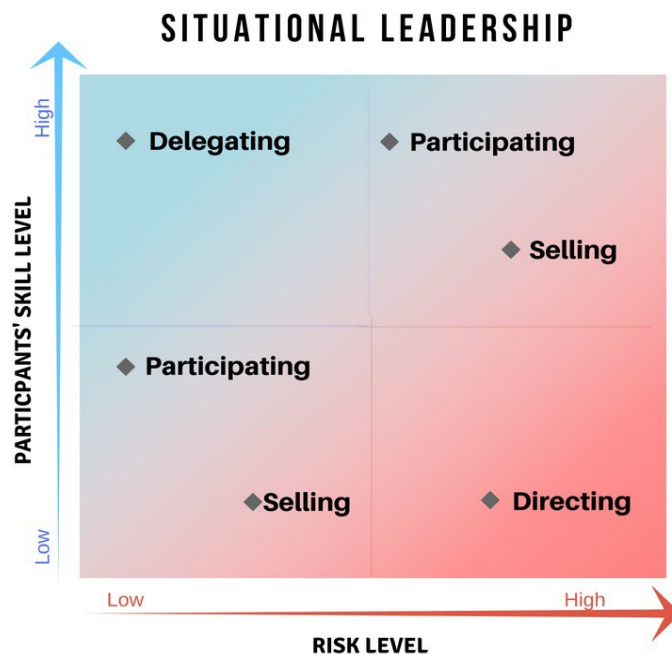 SITUATIONAL LEADERSHIP
High
Delegating
Participating
Selling
PARTICPANTS' SKILL LEVEL
Participating
Selling
Directing
Low
Low
High
RISK LEVEL